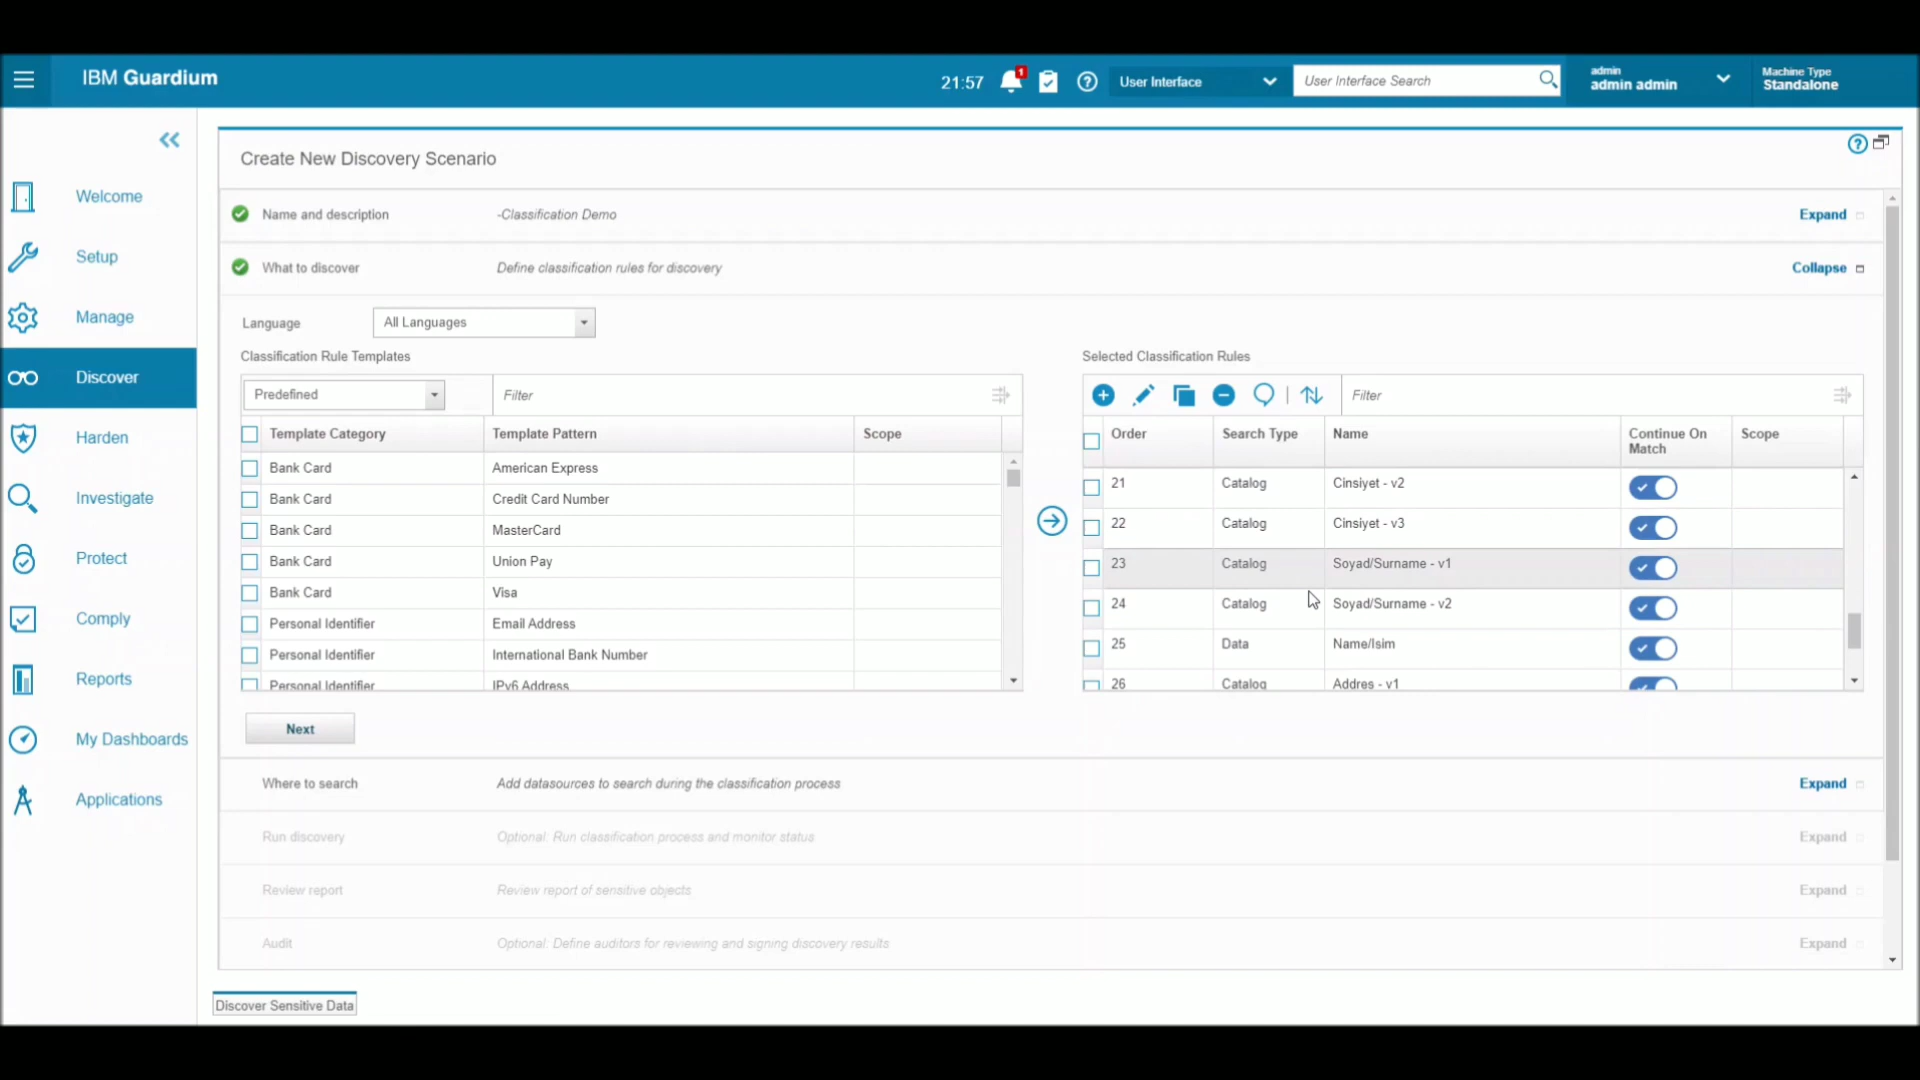 IBM Guardium
21:57
1
User Interface
User Interface Search
admin
admin admin
Machine Type
Standalone
Welcome
Setup
Manage
Discover
Harden
Investigate
Protect
Comply
Reports
My Dashboards
Applications
Create New Discovery Scenario
Name and description -Classification Demo Expand
What to discover Define classification rules for discovery Collapse
Language All Languages
Classification Rule Templates
Predefined Filter
Template Category Template Pattern Scope
Bank Card American Express
Bank Card Credit Card Number
Bank Card MasterCard
Bank Card Union Pay
Bank Card Visa
Personal Identifier Email Address
Personal Identifier International Bank Number
Personal Identifier IPv6 Address
Selected Classification Rules
Filter
Order Search Type Name Continue On Match Scope
21 Catalog Cinsiyet - v2
22 Catalog Cinsiyet - v3
23 Catalog Soyad/Surname - v1
24 Catalog Soyad/Surname - v2
25 Data Name/Isim
26 Catalog Addres - v1
Next
Where to search Add datasources to search during the classification process Expand
Run discovery Optional: Run classification process and monitor status Expand
Review report Review report of sensitive objects Expand
Audit Optional: Define auditors for reviewing and signing discovery results Expand
Discover Sensitive Data